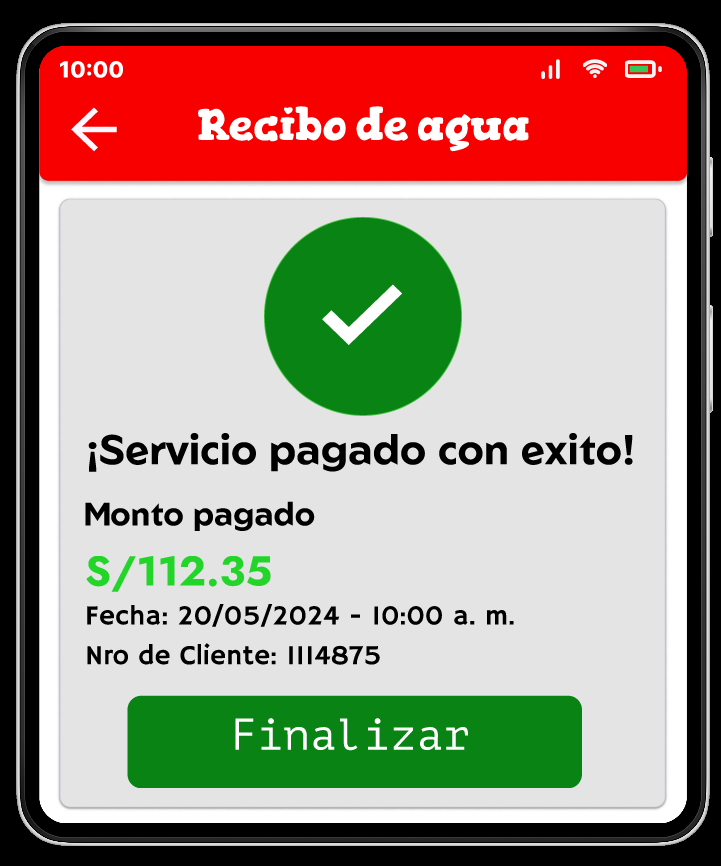 10:00
Recibo de agua
¡Servicio pagado con exito!
Monto pagado
S/112.35
Fecha: 20/05/2024 - 10:00 a. m.
Nro de Cliente: 1114875
Finalizar